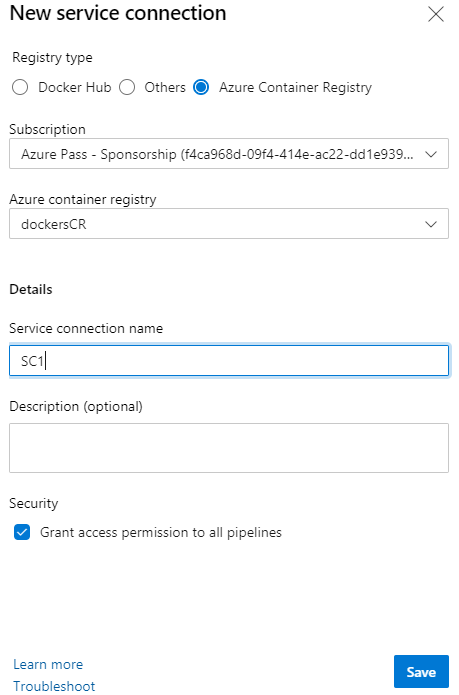 New service connection
Registry type
Docker Hub Others Azure Container Registry
Subscription
Azure Pass - Sponsorship (f4ca968d-09f4-414e-ac22-dd1e939...
Azure container registry
dockersCR
Details
Service connection name
SC1
Description (optional)
Security
Grant access permission to all pipelines
Learn more
Troubleshoot
Save